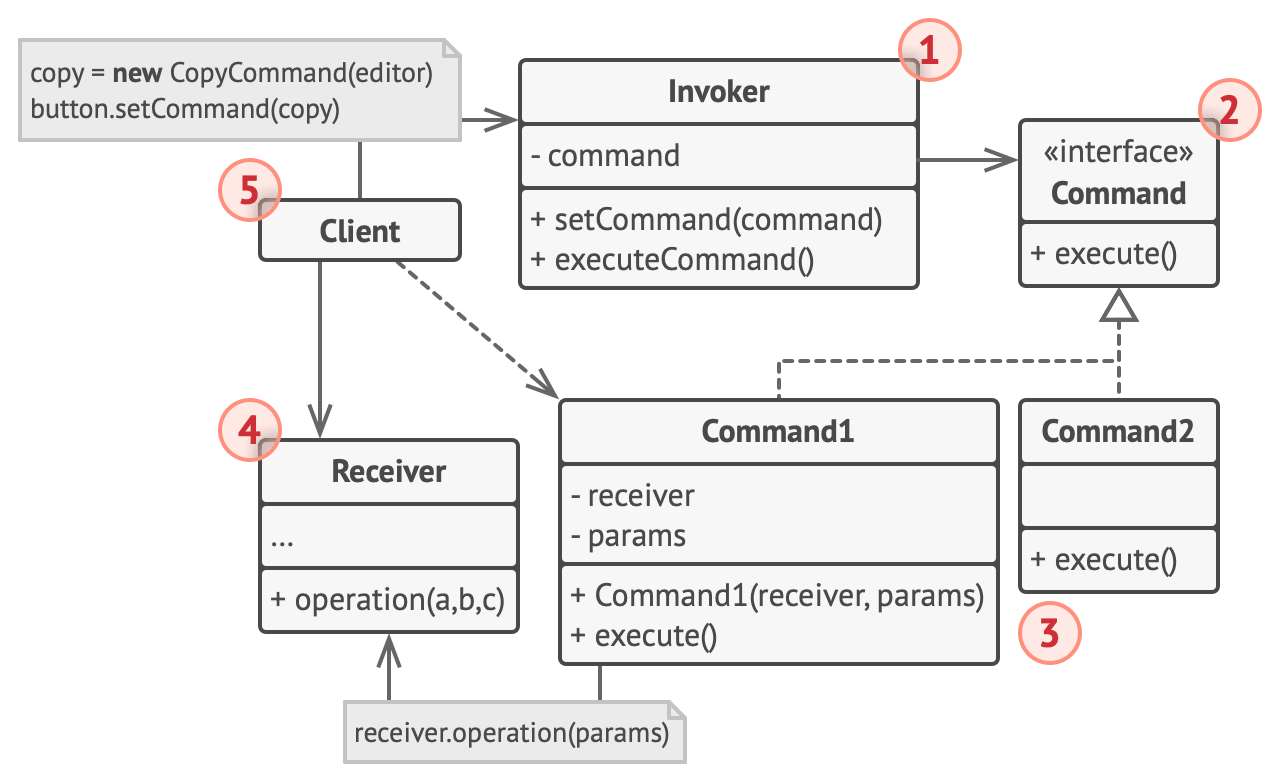 copy = new CopyCommand(editor)
button.setCommand(copy)
1
Invoker
- command
+ setCommand(command)
+ executeCommand()
2
«interface»
Command
+ execute()
5
Client
4
Receiver
...
+ operation(a,b,c)
Command1
- receiver
- params
+ Command1(receiver, params)
+ execute()
Command2
+ execute()
3
receiver.operation(params)